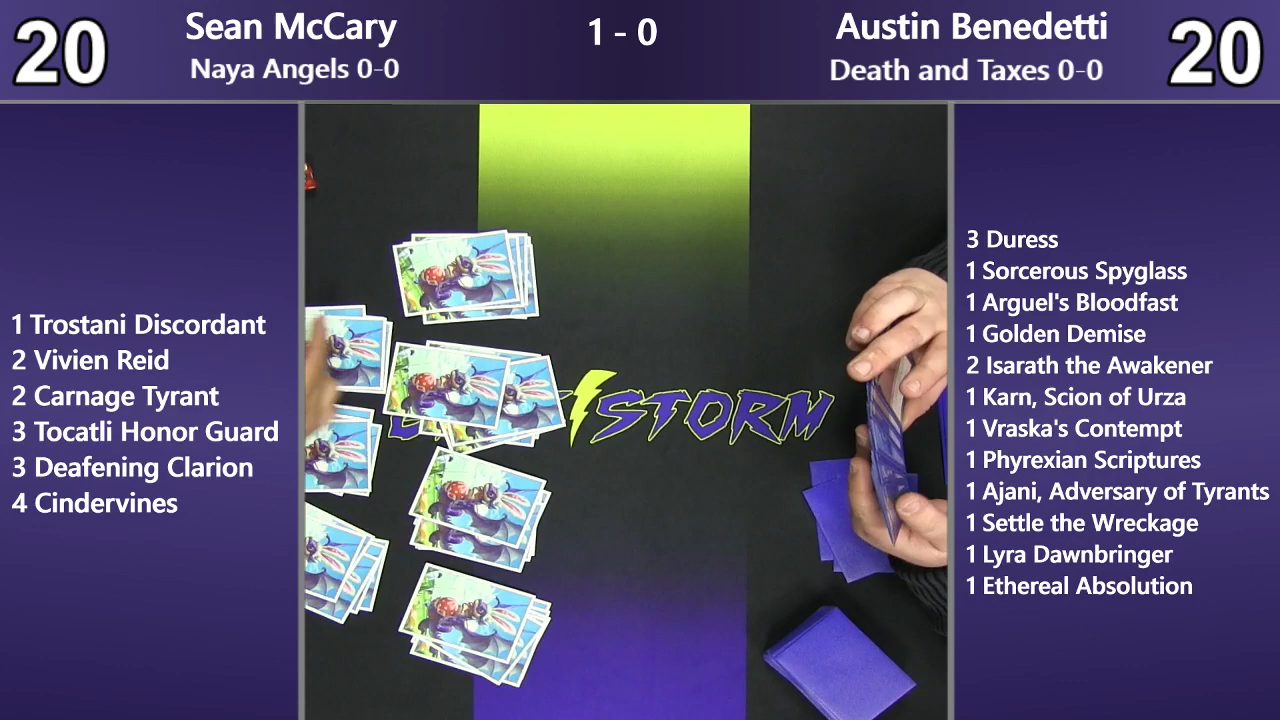 20
Sean McCary
Naya Angels 0-0
1 - 0
Austin Benedetti
Death and Taxes 0-0
20
1 Trostani Discordant
2 Vivien Reid
2 Carnage Tyrant
3 Tocatli Honor Guard
3 Deafening Clarion
4 Cindervines
STORM
3 Duress
1 Sorcerous Spyglass
1 Arguel's Bloodfast
1 Golden Demise
2 Isarath the Awakener
1 Karn, Scion of Urza
1 Vraska's Contempt
1 Phyrexian Scriptures
1 Ajani, Adversary of Tyrants
1 Settle the Wreckage
1 Lyra Dawnbringer
1 Ethereal Absolution